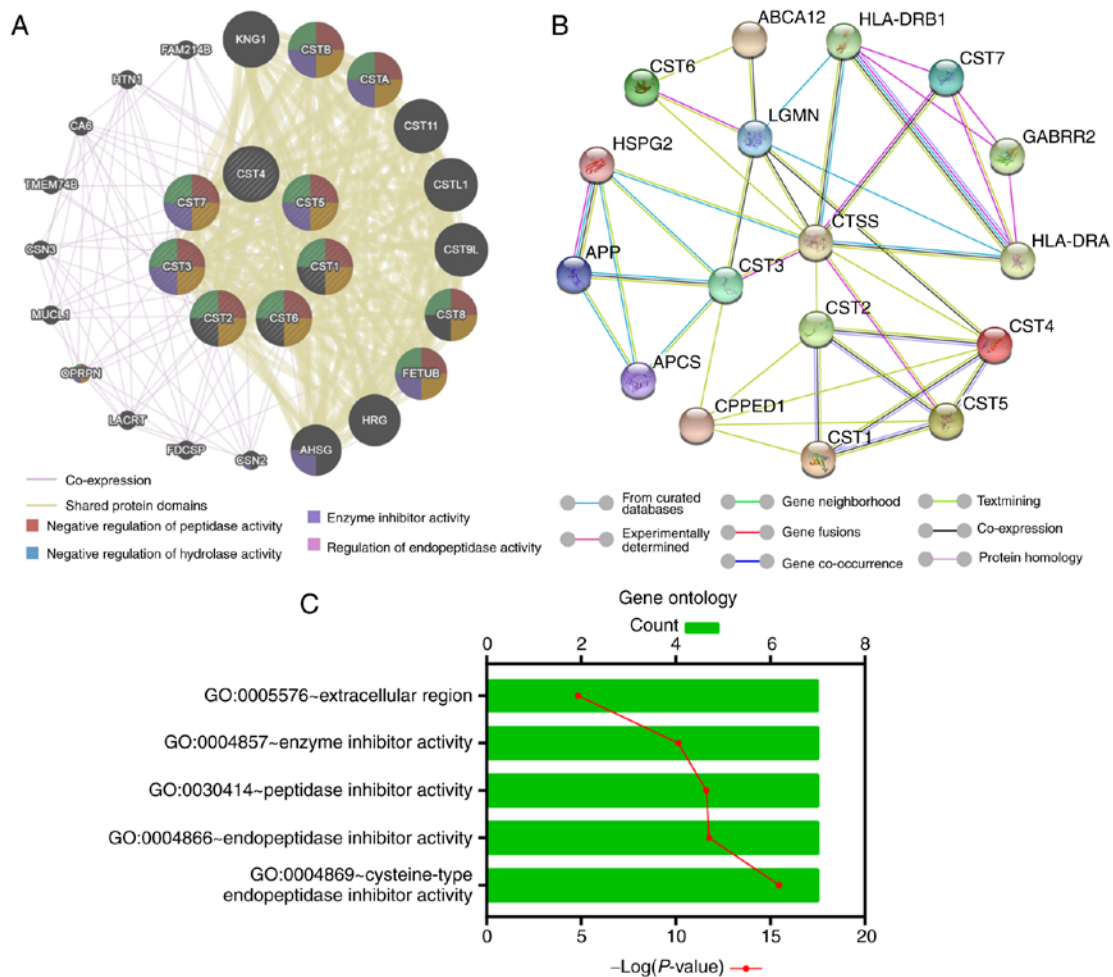 A
KNG1
CSTB
CSTA
CST11
CSTL1
CST9L
CST8
FETUB
HRG
AHSG
CSN2
FDCSP
LACRT
OPRPN
MUCL1
CSN3
TMEM74B
CA6
HTN1
FAM214B
CST4
CST7
CST5
CST3
CST1
CST2
CST6
Co-expression
Shared protein domains
Negative regulation of peptidase activity
Negative regulation of hydrolase activity
Enzyme inhibitor activity
Regulation of endopeptidase activity
B
ABCA12
HLA-DRB1
CST6
CST7
LGMN
HSPG2
GABRR2
CTSS
APP
CST3
HLA-DRA
CST2
CST4
APCS
CPPED1
CST5
CST1
From curated
databases
Experimentally
determined
Gene neighborhood
Gene fusions
Gene co-occurrence
Textmining
Co-expression
Protein homology
C
Gene ontology
Count
0 2 4 6 8
GO:0005576~extracellular region
GO:0004857~enzyme inhibitor activity
GO:0030414~peptidase inhibitor activity
GO:0004866~endopeptidase inhibitor activity
GO:0004869~cysteine-type
endopeptidase inhibitor activity
0 5 10 15 20
–Log(P-value)